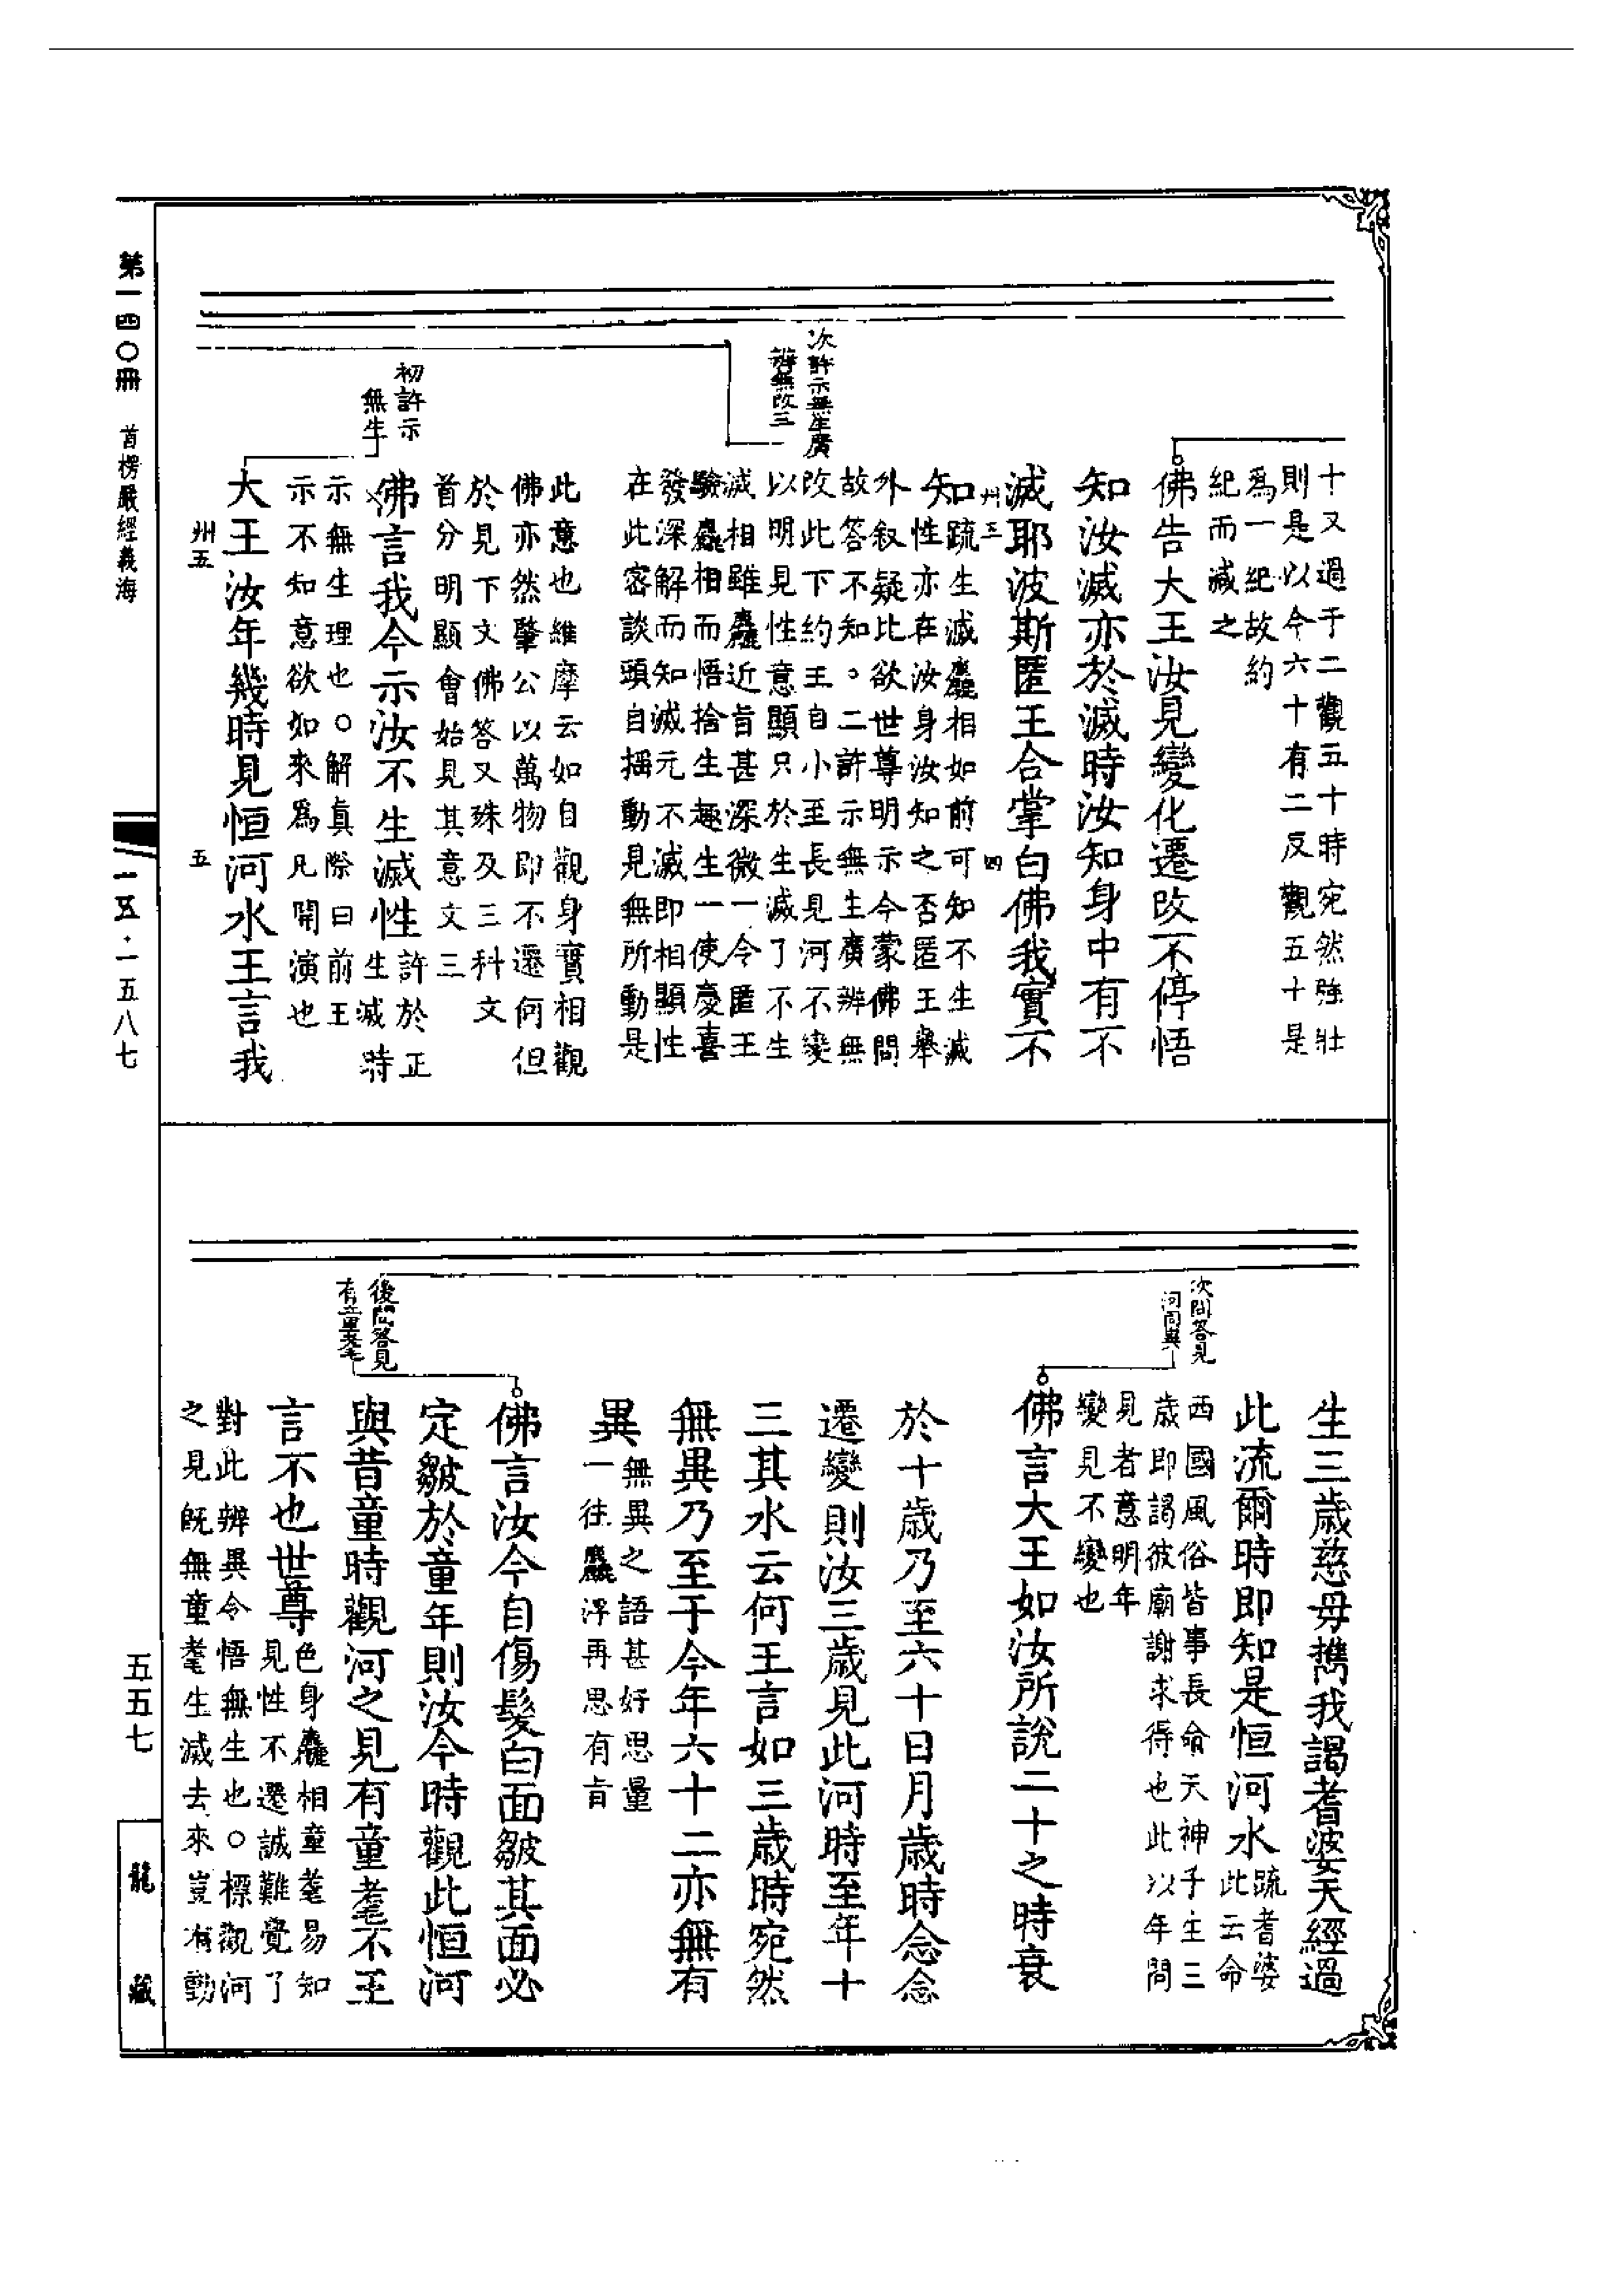 十又過于二觀五十時宛然強壯
則是以今六十有二反觀五十是
爲一紀故約
紀而減之
佛告大王汝見變化遷改不停悟
知汝滅亦於滅時汝知身中有不
滅耶波斯匿王合掌白佛我實不
州三
四
知疏生滅麤相如前可知不生滅
性亦在汝身汝知之否匿王舉
外叙疑比欲世尊明示今蒙佛問
故答不知。二許示無生廣辨無
次許示無生廣
辨無改三
改此下約王自小至長見河不變
以明見性意顯只於生滅了不生
滅相雖麤近旨甚深微一令匿王
驗麤相而悟捨生趣生一使慶喜
發深解而知滅元不滅即相顯性
在此密談頭自搖動見無所動是
此意也維摩云如自觀身實相觀
佛亦然肇公以萬物即不遷何但
於見下文佛答文殊及三科文
首分明顯會始見其意文三
初許示
無生
佛言我今示汝不生滅性許於正
生滅時
示無生理也○解真際曰前王
示不知意欲如來爲凡開演也
大王汝年幾時見恒河水王言我
州五
五
生三歲慈母擕我謁耆婆天經過
此流爾時即知是恒河水疏耆婆
此云命
西國風俗皆事長命天神子生三
歲即謁彼廟謝求得也此以年問
見者意明年
變見不變也
次問答見
河同異
佛言大王如汝所說二十之時衰
於十歲乃至六十日月歲時念念
遷變則汝三歲見此河時至年十
三其水云何王言如三歲時宛然
無異乃至于今年六十二亦無有
異無異之語甚好思量
一往麤浮再思有旨
後問答見
有童耄
佛言汝今自傷髮白面皺其面必
定皺於童年則汝今時觀此恒河
與昔童時觀河之見有童耄不王
言不也世尊色身麤相童耄易知
見性不遷誠難覺了
對此辨異令悟無生也○標觀河
之見旣無童耄生滅去來豈有動
第一四〇冊 首楞嚴經義海
一五·一五八七
五五七
龍藏